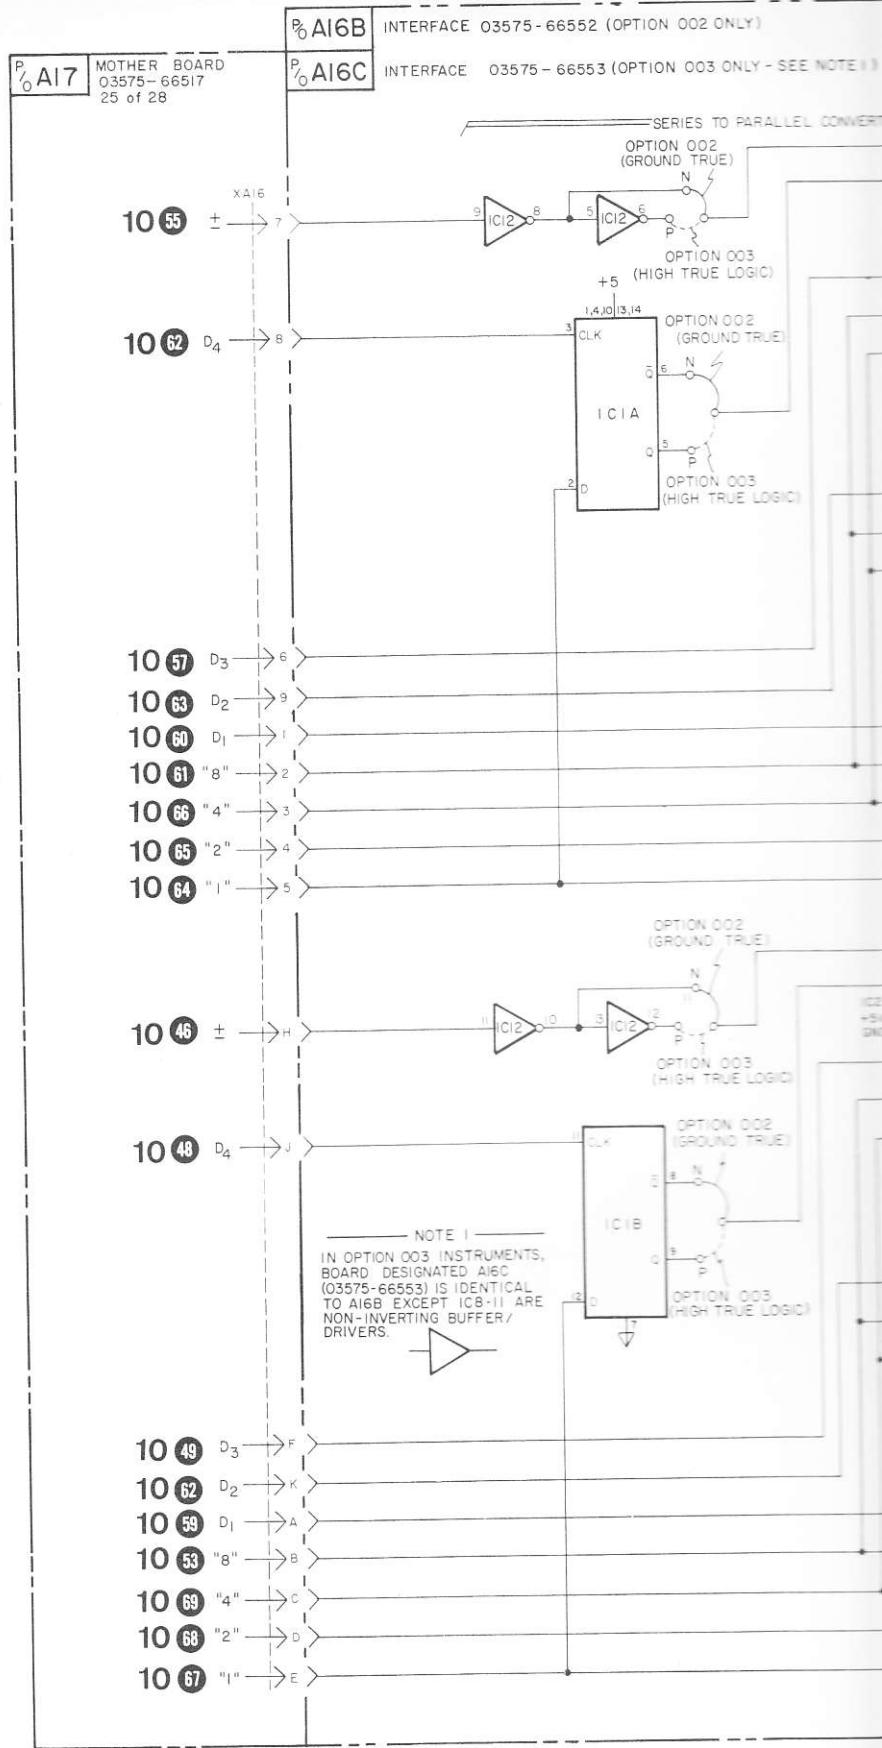 P/O A16B INTERFACE 03575-66552 (OPTION 002 ONLY)
P/O A17 MOTHER BOARD
03575-66517
25 of 28
P/O A16C INTERFACE 03575-66553 (OPTION 003 ONLY - SEE NOTE 1)
SERIES TO PARALLEL CONVERT
OPTION 002
(GROUND TRUE)
N
XA16
10 55 ± 7
9 IC12 8 5 IC12 6
P
OPTION 003
(HIGH TRUE LOGIC)
+5
1,4,10 13,14
10 62 D4 8
3 CLK
OPTION 002
(GROUND TRUE)
Q̅ 6 N
IC1A
Q 5
P
2 D
OPTION 003
(HIGH TRUE LOGIC)
10 57 D3 6
10 63 D2 9
10 60 D1 1
10 61 "8" 2
10 66 "4" 3
10 65 "2" 4
10 64 "1" 5
OPTION 002
(GROUND TRUE)
N
10 46 ± H
11 IC12 10 3 IC12 12
P
11
OPTION 003
(HIGH TRUE LOGIC)
10 48 D4 J
11 CLK
OPTION 002
(GROUND TRUE)
Q̅ 8 N
IC1B
Q 9
P
12 D
7
OPTION 003
(HIGH TRUE LOGIC)
NOTE 1
IN OPTION 003 INSTRUMENTS,
BOARD DESIGNATED A16C
(03575-66553) IS IDENTICAL
TO A16B EXCEPT IC8-11 ARE
NON-INVERTING BUFFER/
DRIVERS.
10 49 D3 F
10 62 D2 K
10 59 D1 A
10 53 "8" B
10 69 "4" C
10 68 "2" D
10 67 "1" E